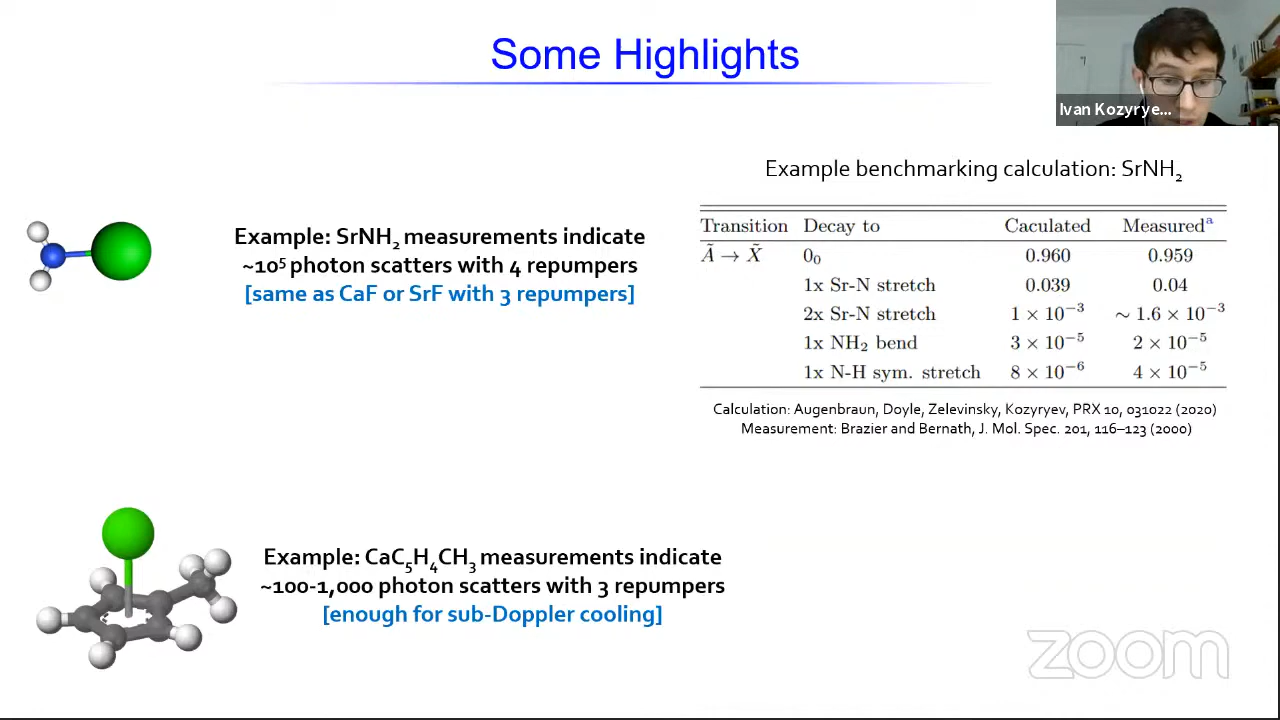 Some Highlights
Ivan Kozyrye...
Example benchmarking calculation: SrNH₂
Transition Decay to Caculated Measuredᵃ
Ã → X̃ 0₀ 0.960 0.959
1x Sr-N stretch 0.039 0.04
2x Sr-N stretch 1 × 10⁻³ ~ 1.6 × 10⁻³
1x NH₂ bend 3 × 10⁻⁵ 2 × 10⁻⁵
1x N-H sym. stretch 8 × 10⁻⁶ 4 × 10⁻⁵
Calculation: Augenbraun, Doyle, Zelevinsky, Kozyryev, PRX 10, 031022 (2020)
Measurement: Brazier and Bernath, J. Mol. Spec. 201, 116–123 (2000)
Example: SrNH₂ measurements indicate
~10⁵ photon scatters with 4 repumpers
[same as CaF or SrF with 3 repumpers]
Example: CaC₅H₄CH₃ measurements indicate
~100-1,000 photon scatters with 3 repumpers
[enough for sub-Doppler cooling]
zoom